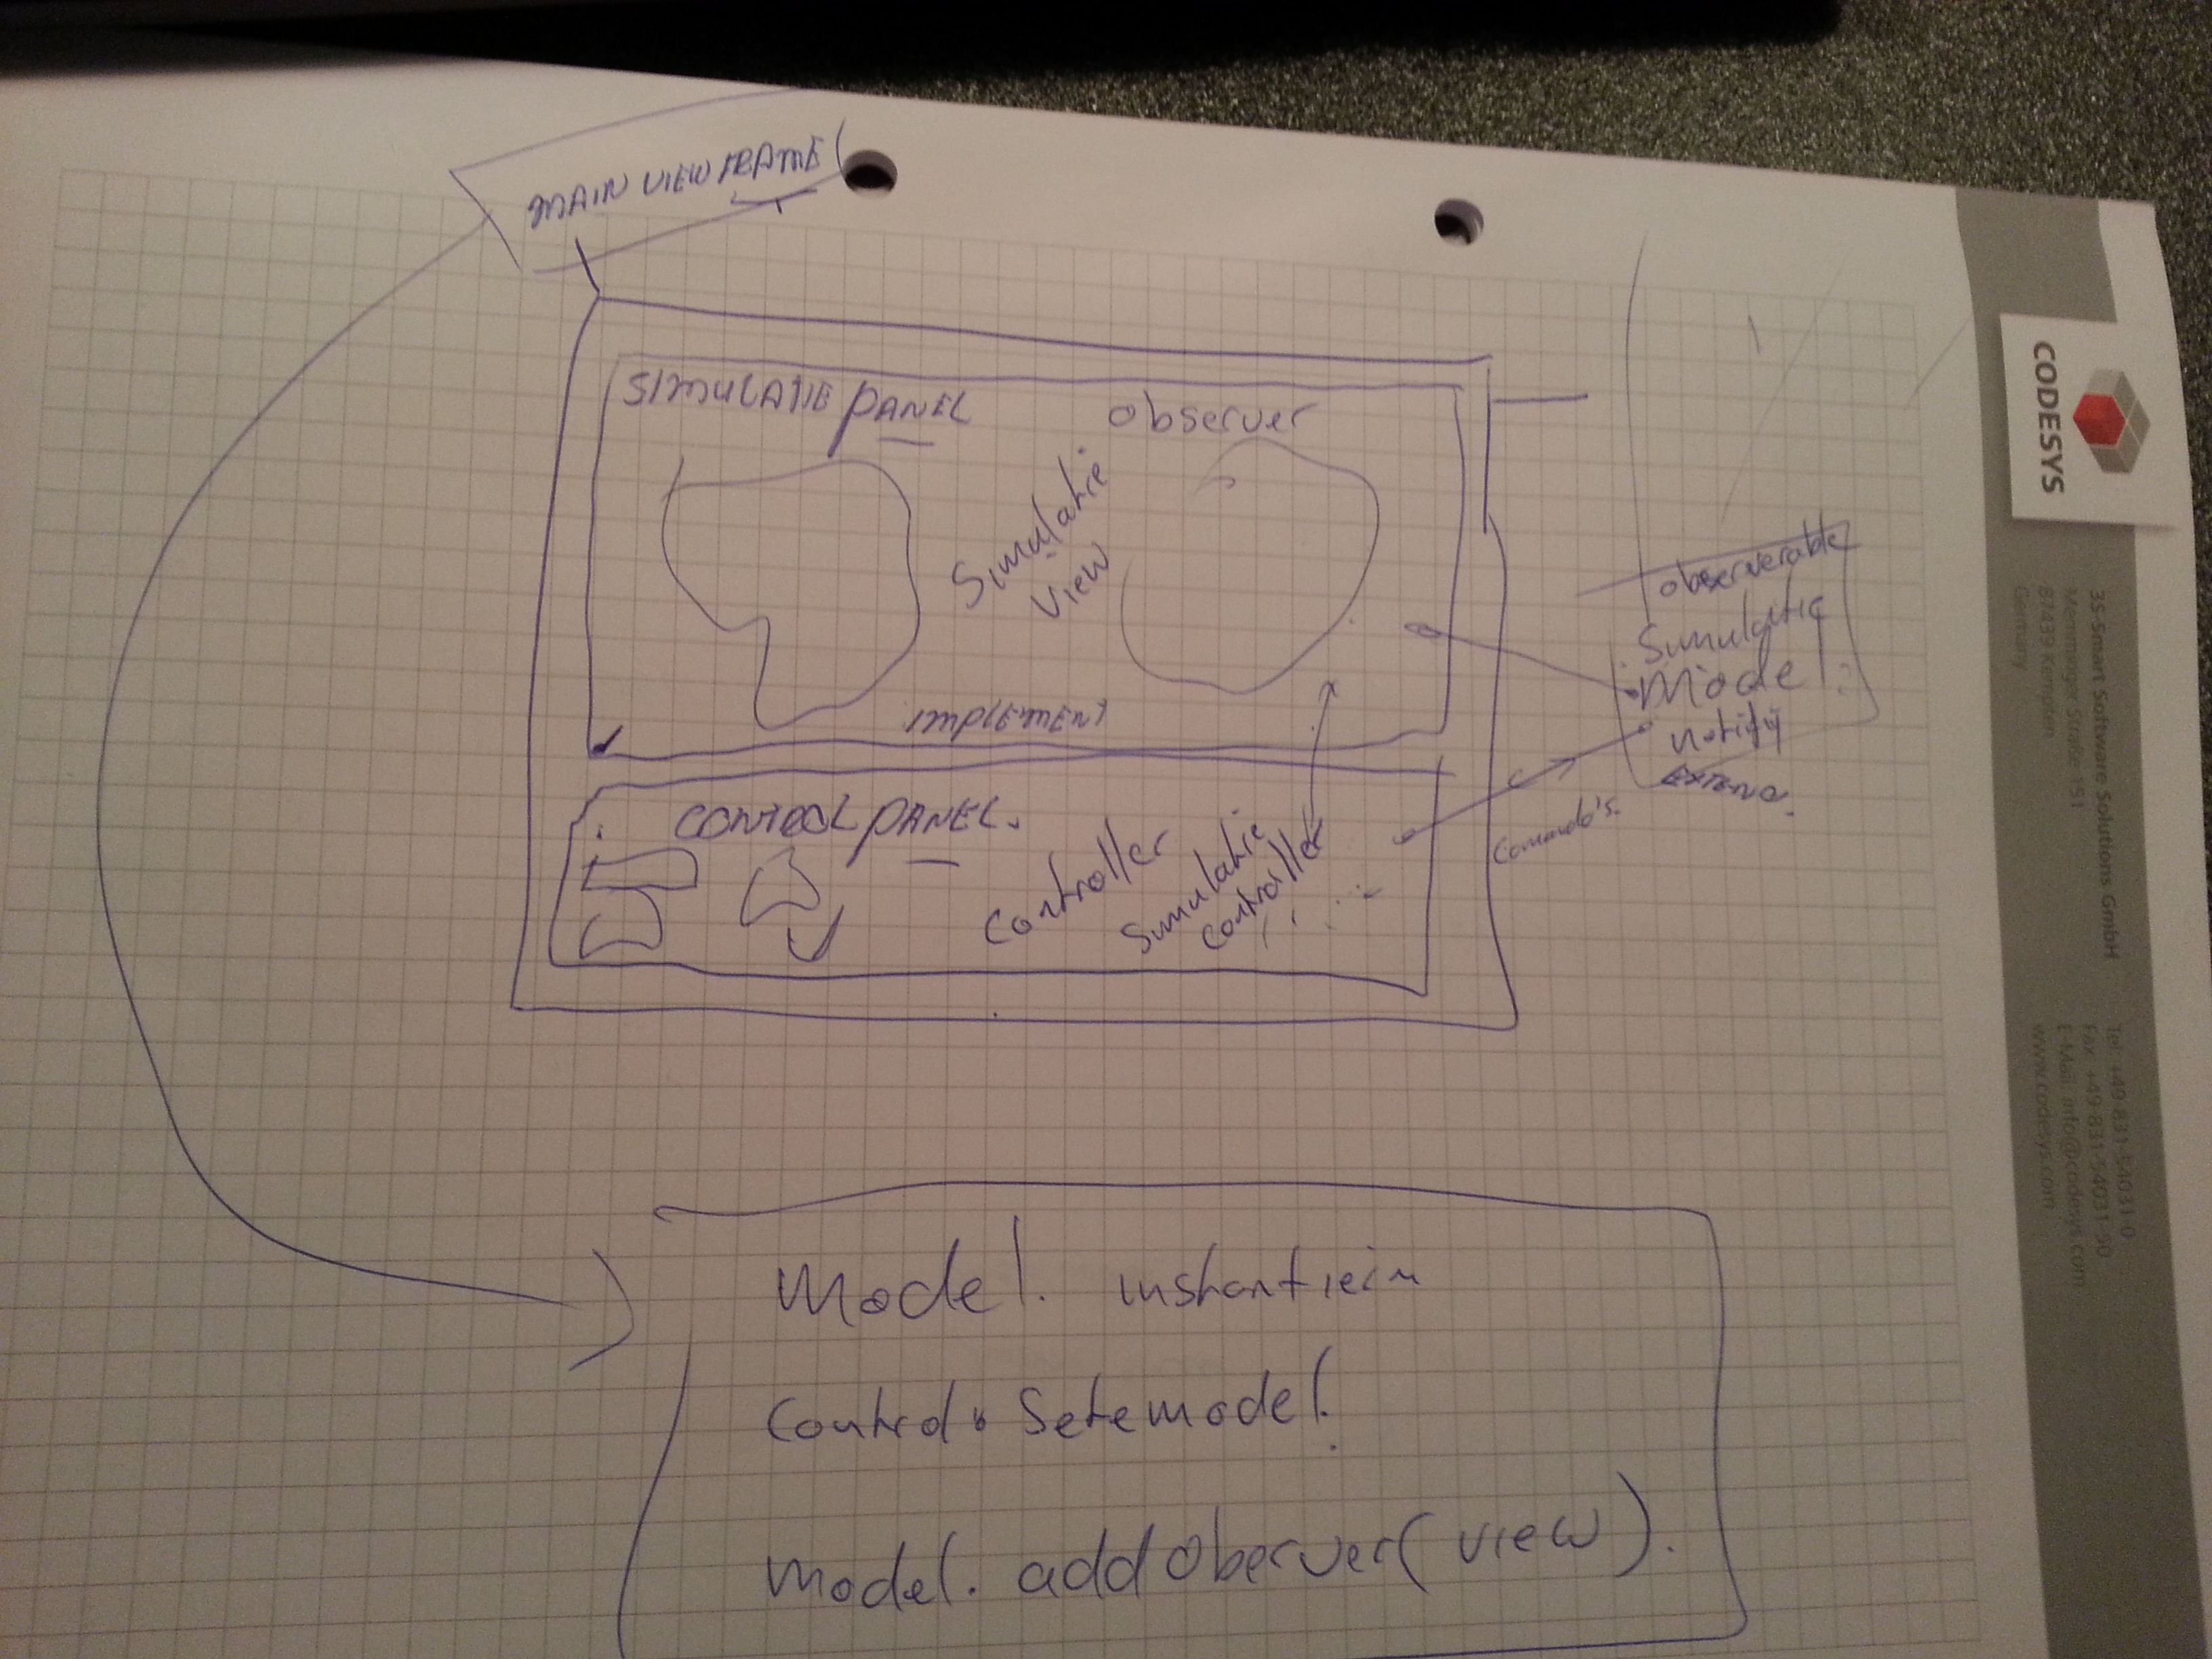 MAIN VIEW FRAME
SIMULATIE PANEL
observer
Simulatie
View
IMPLEMENT
CONTROL PANEL.
Controller
Simulatie
Controller
observerable
Simulatie
Model
notify
EXTEND.
Commando's.
Model. instantiein
Control. Setemodel.
Model. addOberver(view).
CODESYS
3S-Smart Software Solutions GmbH
Memminger Straße 151
87439 Kempten
Germany
Tel.: +49-831-54031-0
Fax: +49-831-54031-90
E-Mail: info@codesys.com
www.codesys.com